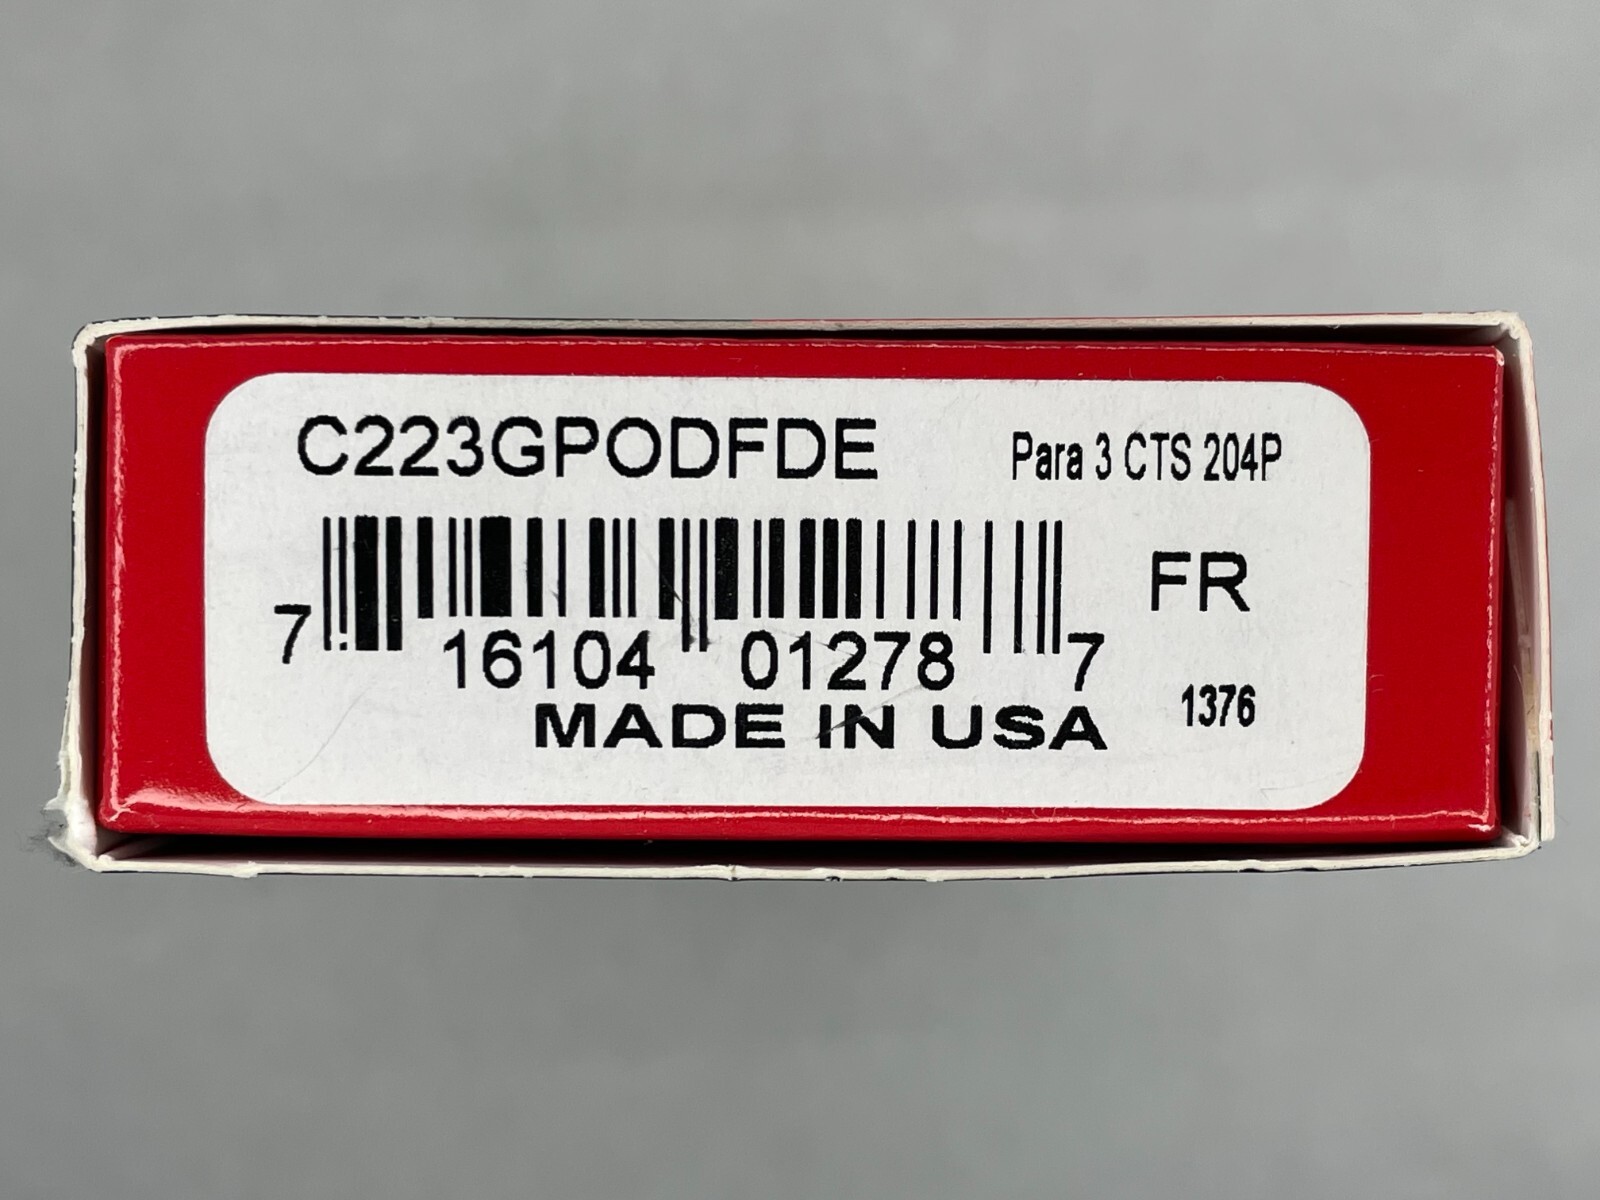 C223GPODFDE Para 3 CTS 204P
FR
7 16104 01278 7
MADE IN USA 1376